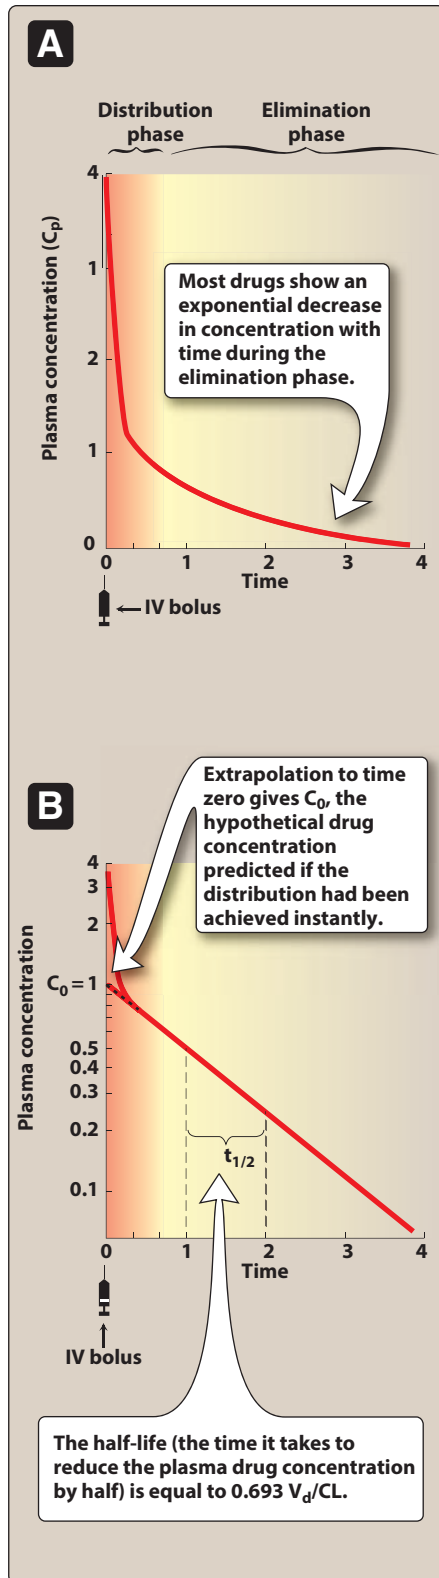 A
Distribution phase
Elimination phase
Plasma concentration (Cp)
4
1
2
1
0
Most drugs show an
exponential decrease
in concentration with
time during the
elimination phase.
1 2 3 4
Time
IV bolus
B
Extrapolation to time
zero gives C0, the
hypothetical drug
concentration
predicted if the
distribution had been
achieved instantly.
Plasma concentration
4
3
2
C0 = 1
0.5
0.4
0.3
0.2
0.1
t1/2
0 1 2 3 4
Time
IV bolus
The half-life (the time it takes to
reduce the plasma drug concentration
by half) is equal to 0.693 Vd/CL.